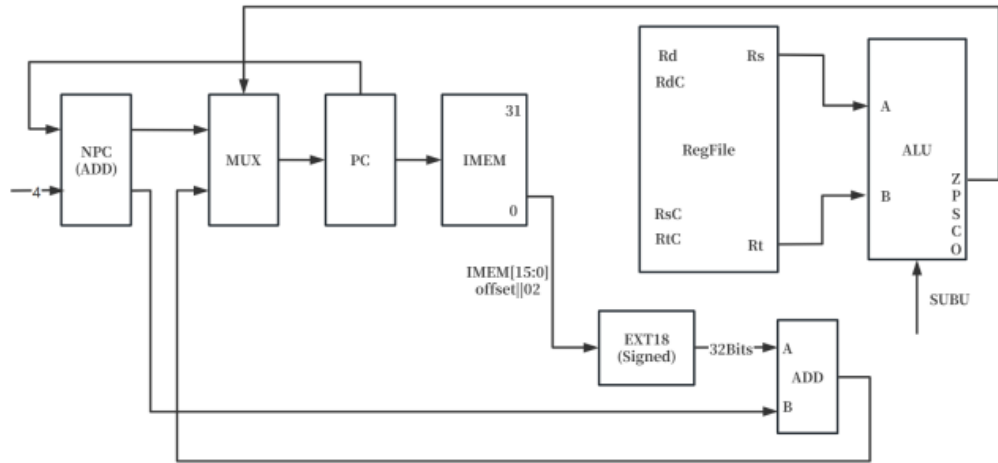 4
NPC
(ADD)
MUX
PC
IMEM
31
0
IMEM[15:0]
offset||02
EXT18
(Signed)
32Bits
A
ADD
B
Rd
Rs
RdC
RegFile
RsC
RtC
Rt
A
ALU
B
Z
P
S
C
O
SUBU